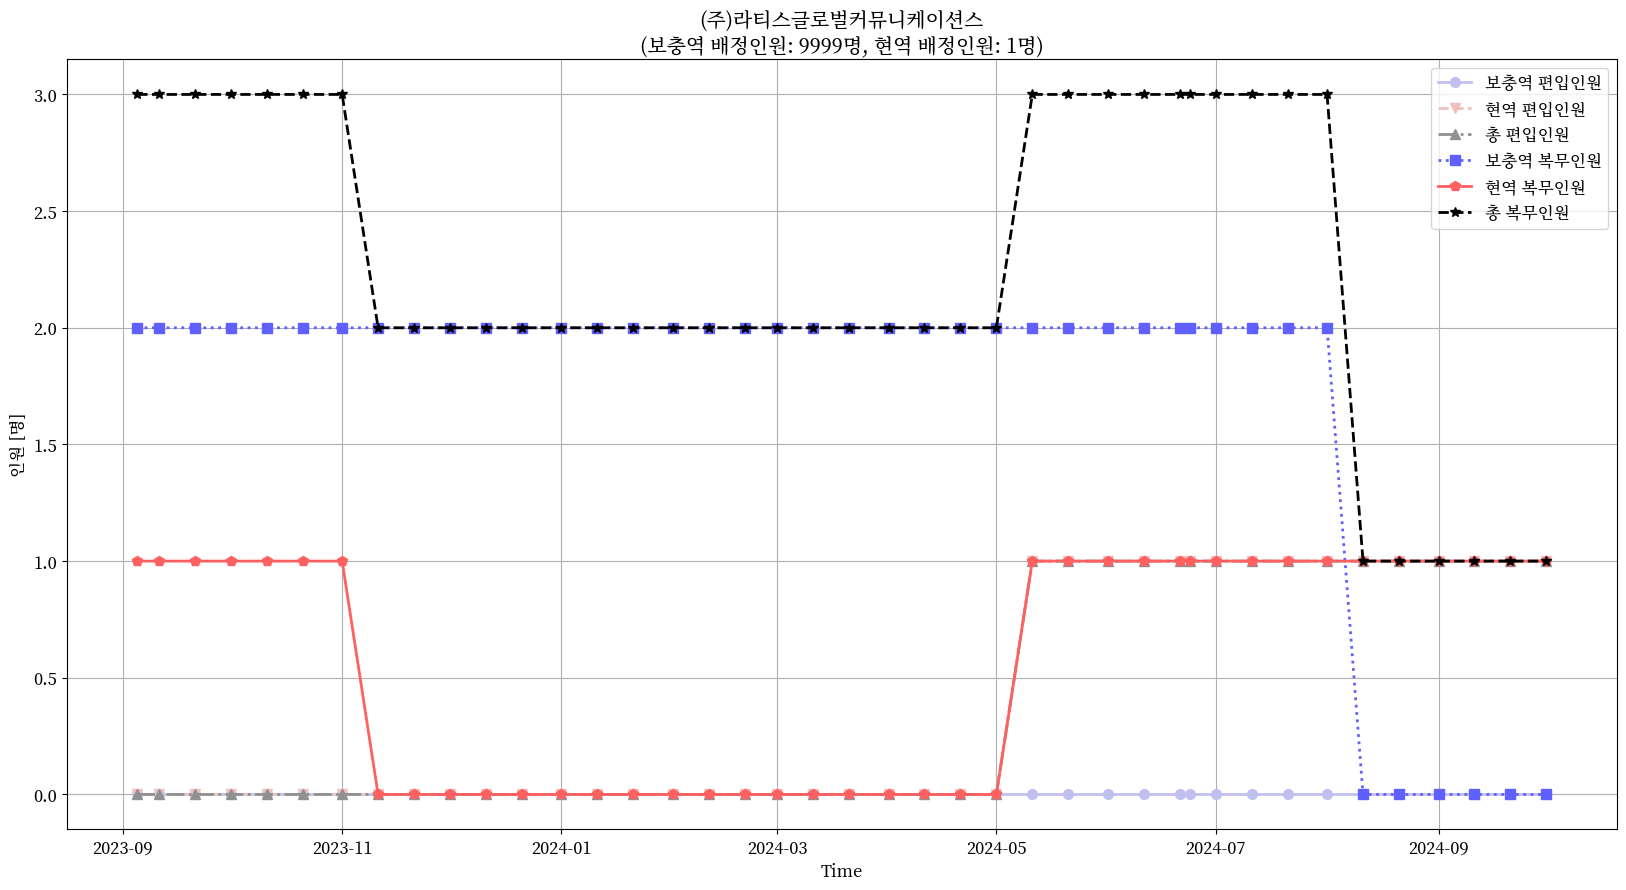 (주)라티스글로벌커뮤니케이션스
(보충역 배정인원: 9999명, 현역 배정인원: 1명)
보충역 편입인원
현역 편입인원
총 편입인원
보충역 복무인원
현역 복무인원
총 복무인원
인원 [명]
3.0
2.5
2.0
1.5
1.0
0.5
0.0
2023-09
2023-11
2024-01
2024-03
2024-05
2024-07
2024-09
Time